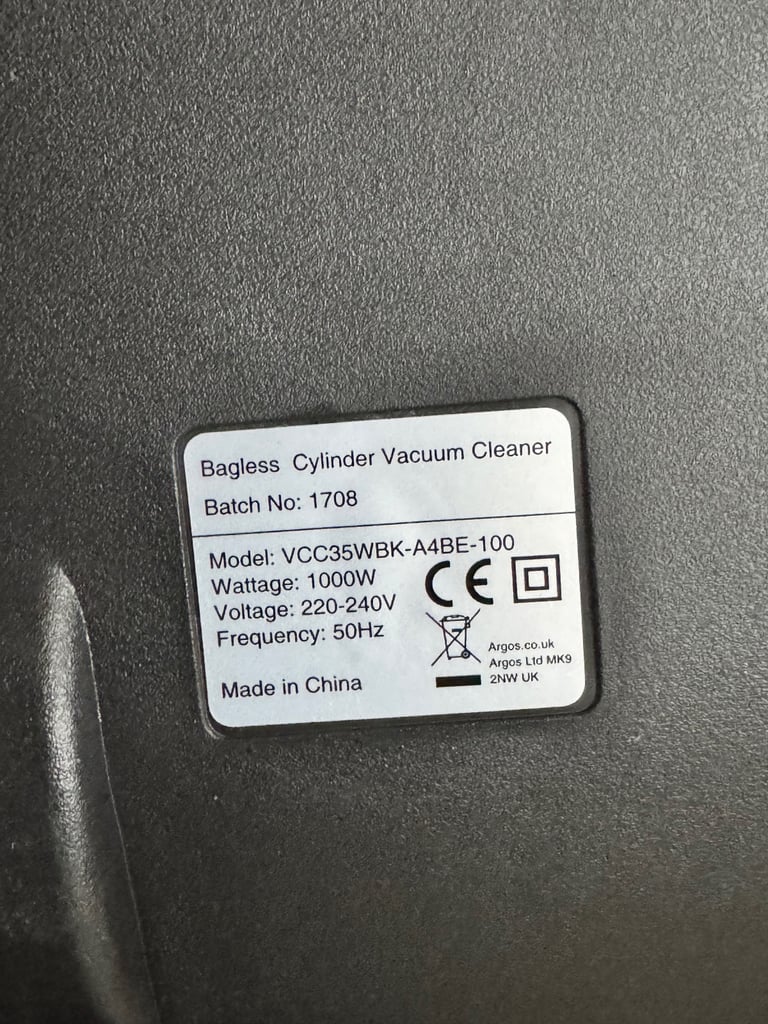 Bagless Cylinder Vacuum Cleaner
Batch No: 1708
Model: VCC35WBK-A4BE-100
Wattage: 1000W
Voltage: 220-240V
Frequency: 50Hz
Made in China
CE
Argos.co.uk
Argos Ltd MK9
2NW UK